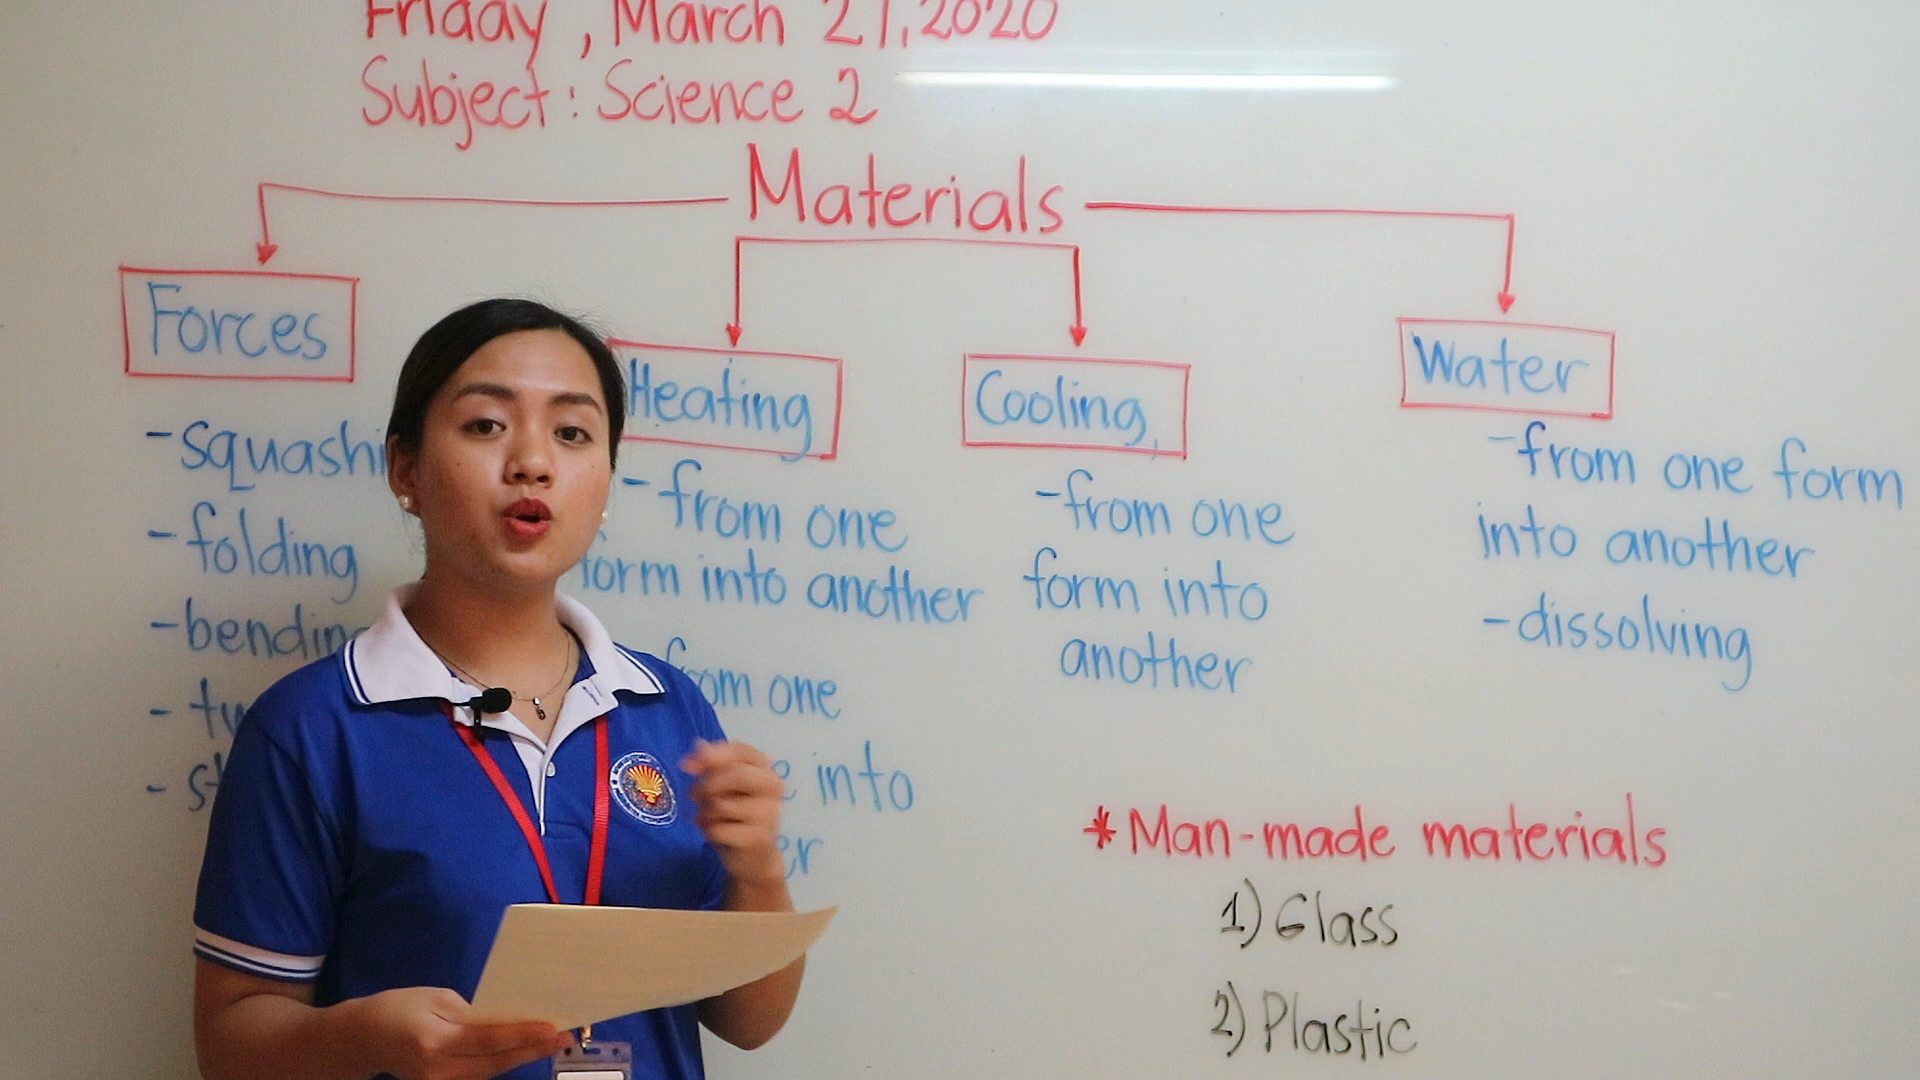 Friday, March 27, 2020
Subject: Science 2
Materials
Forces
-squashi
-folding
-bending
Heating
-from one
form into another
from one
into
Cooling
-from one
form into
another
Water
-from one form
into another
-dissolving
*Man-made materials
1) Glass
2) Plastic